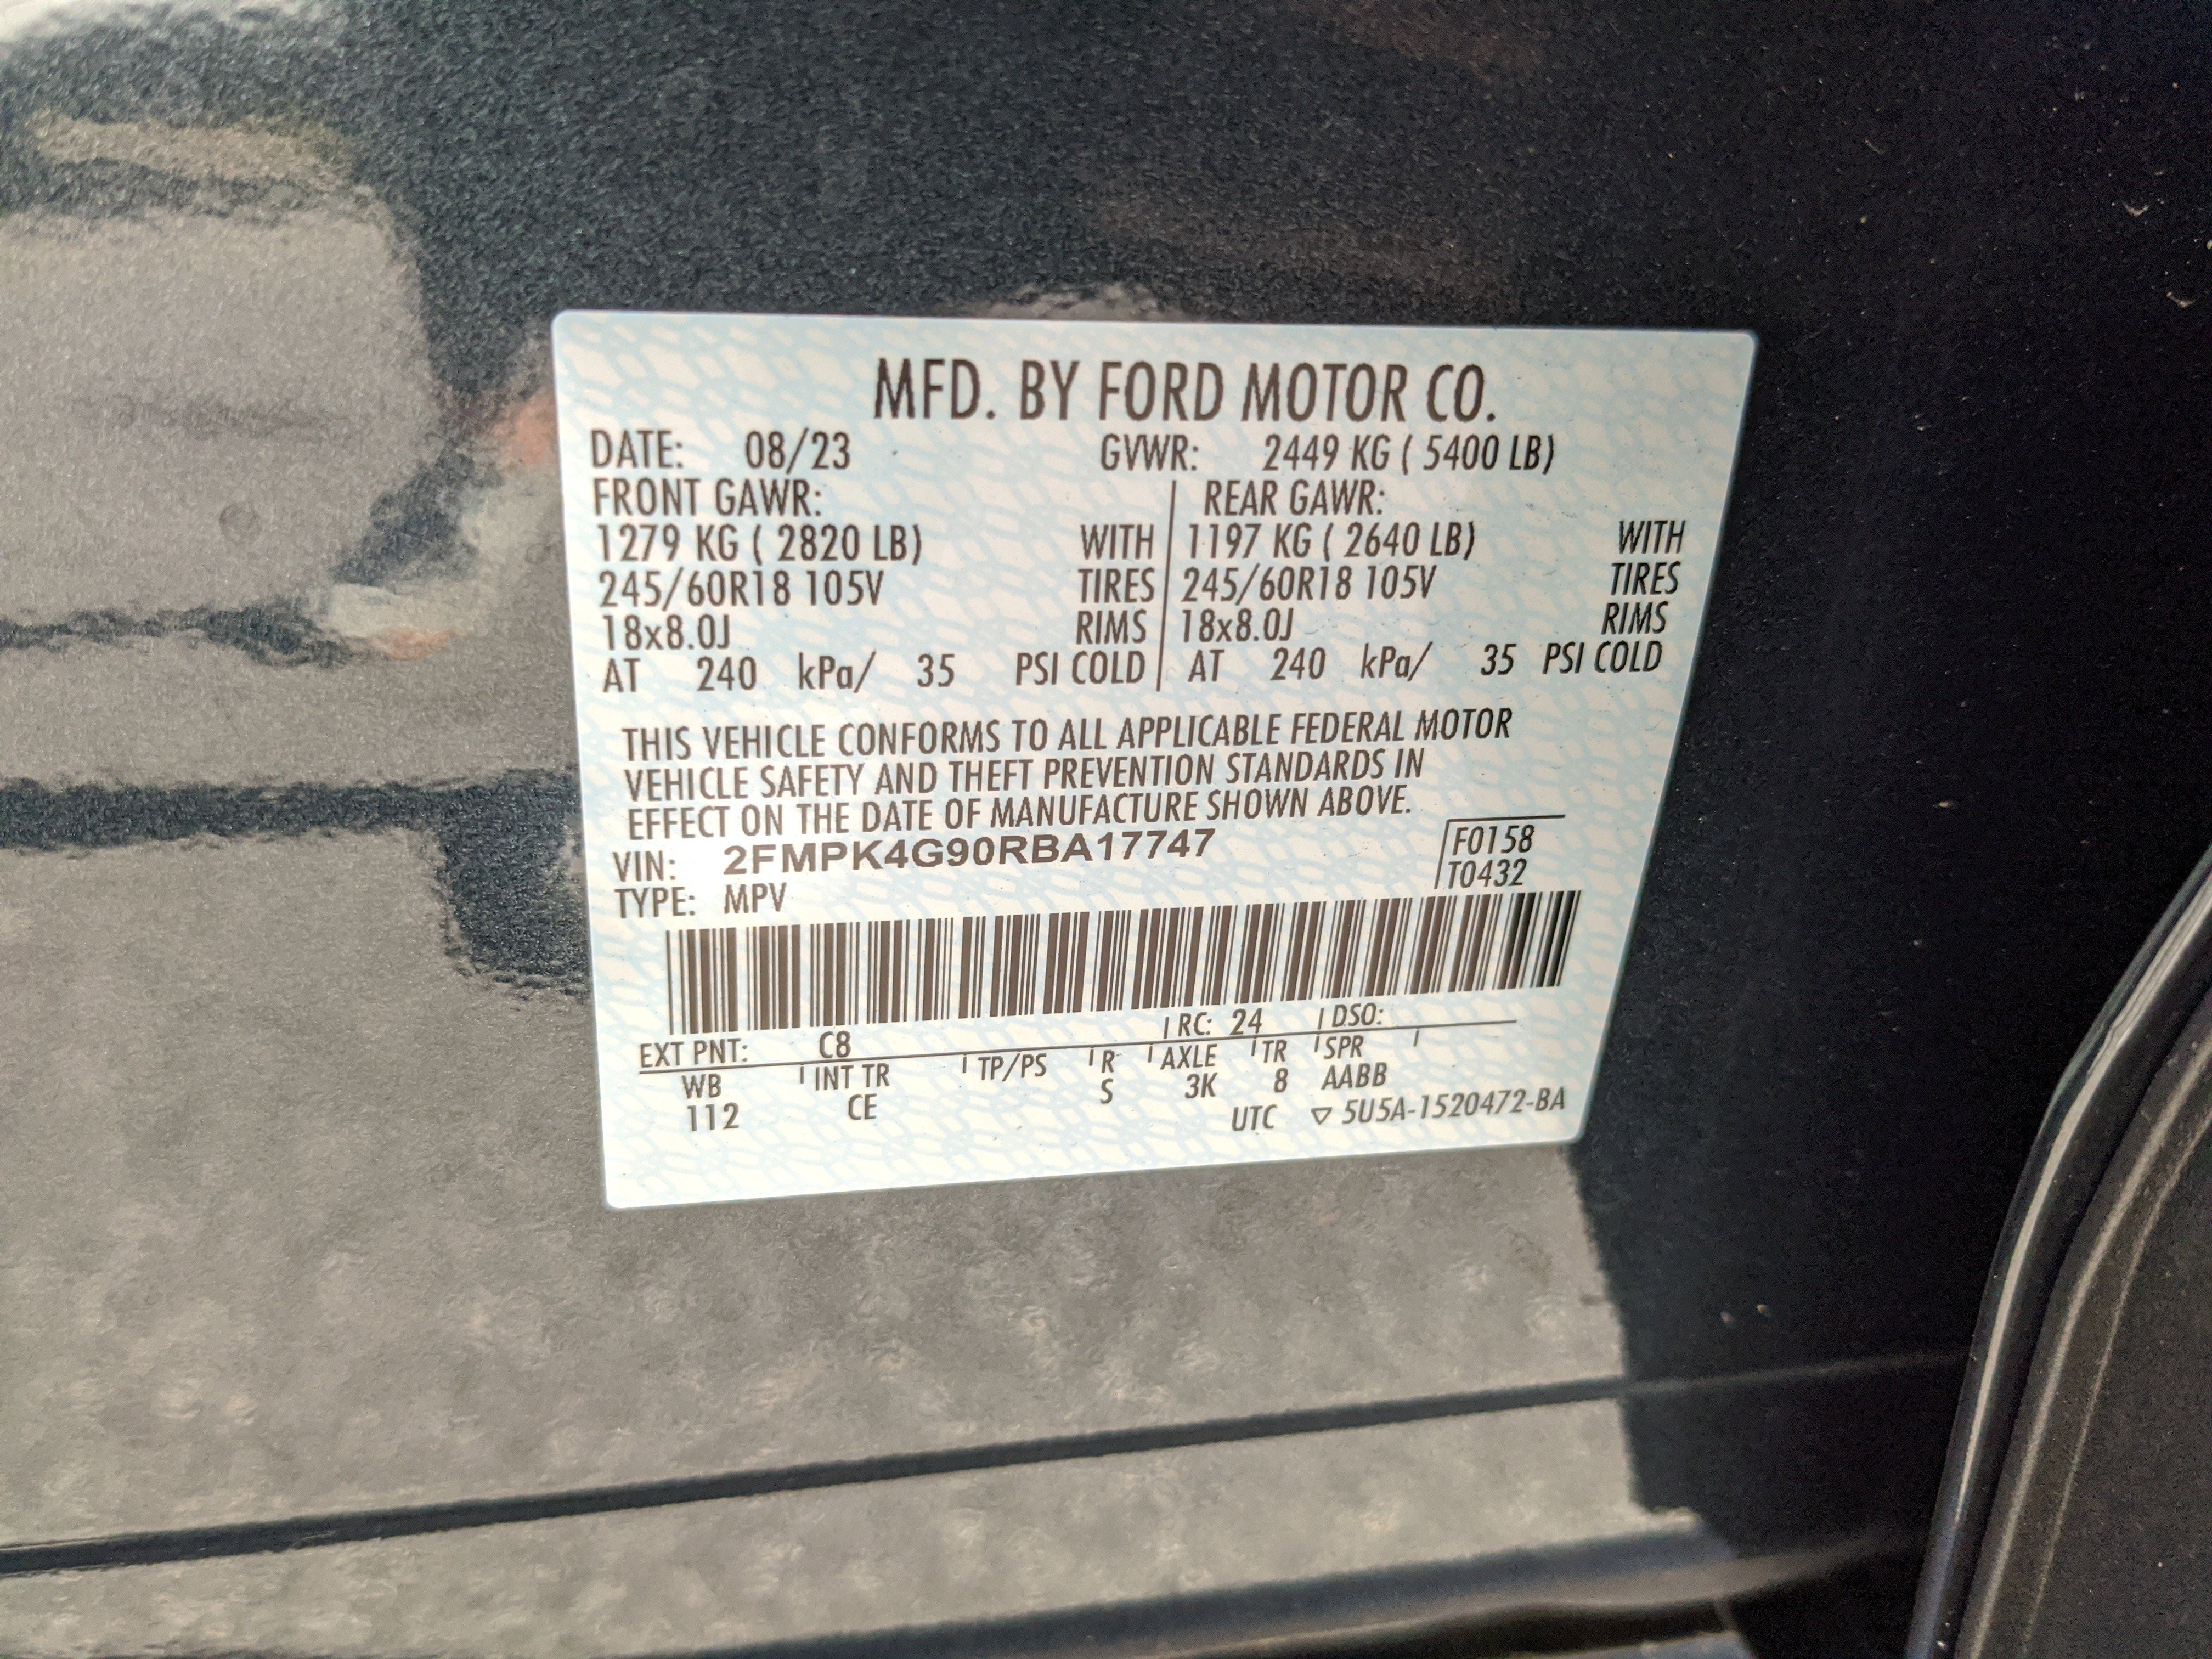 MFD. BY FORD MOTOR CO.
DATE: 08/23 GVWR: 2449 KG ( 5400 LB)
FRONT GAWR: REAR GAWR:
1279 KG ( 2820 LB) WITH 1197 KG ( 2640 LB) WITH
245/60R18 105V TIRES 245/60R18 105V TIRES
18x8.0J RIMS 18x8.0J RIMS
AT 240 kPa/ 35 PSI COLD AT 240 kPa/ 35 PSI COLD
THIS VEHICLE CONFORMS TO ALL APPLICABLE FEDERAL MOTOR
VEHICLE SAFETY AND THEFT PREVENTION STANDARDS IN
EFFECT ON THE DATE OF MANUFACTURE SHOWN ABOVE.
VIN: 2FMPK4G90RBA17747 F0158
TYPE: MPV T0432
EXT PNT: C8 RC: 24 DSO:
WB INT TR TP/PS R AXLE TR SPR
112 CE S 3K 8 AABB
UTC ▽ 5U5A-1520472-BA